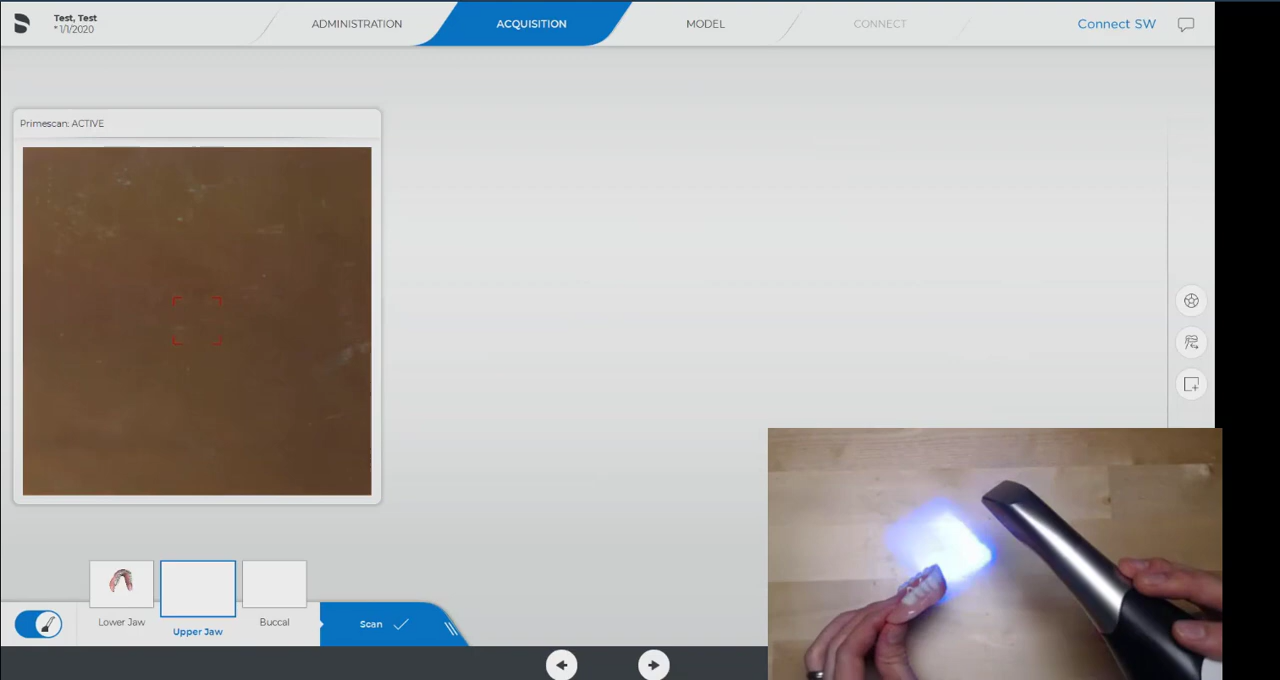 Test, Test
* 1/1/2020
ADMINISTRATION
ACQUISITION
MODEL
CONNECT
Connect SW
Primescan: ACTIVE
Lower Jaw
Upper Jaw
Buccal
Scan